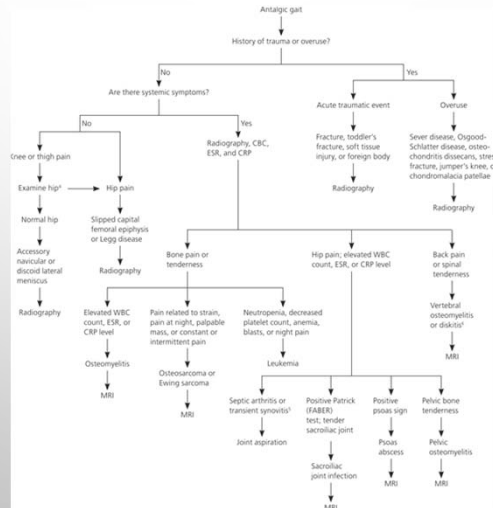 Antalgic gait
History of trauma or overuse?
No
Yes
Are there systemic symptoms?
Acute traumatic event
Overuse
No
Yes
Fracture, toddler's
fracture, soft tissue
injury, or foreign body
Sever disease, Osgood-
Schlatter disease, osteo-
chondritis dissecans,
fracture, jumper's knee,
chondromalacia patellae
Radiography, CBC,
ESR, and CRP
Knee or thigh pain
Examine hip
Hip pain
Radiography
Radiography
Normal hip
Slipped capital
femoral epiphysis
or Legg disease
Accessory
navicular or
discoid lateral
meniscus
Radiography
Bone pain or
tenderness
Hip pain; elevated WBC
count, ESR, or CRP level
Back pain
or spinal
tenderness
Radiography
Elevated WBC
count, ESR, or
CRP level
Pain related to strain,
pain at night, palpable
mass, or constant or
intermittent pain
Neutropenia, decreased
platelet count, anemia,
blasts, or night pain
Vertebral
osteomyelitis
or diskitis
Osteomyelitis
Leukemia
MRI
Osteosarcoma or
Ewing sarcoma
MRI
MRI
Septic arthritis or
transient synovitis
Positive Patrick
(FABER)
test; tender
sacroiliac joint
Positive
psoas sign
Pelvic bone
tenderness
Joint aspiration
Psoas
abscess
Pelvic
osteomyelitis
Sacroiliac
joint infection
MRI
MRI
MRI